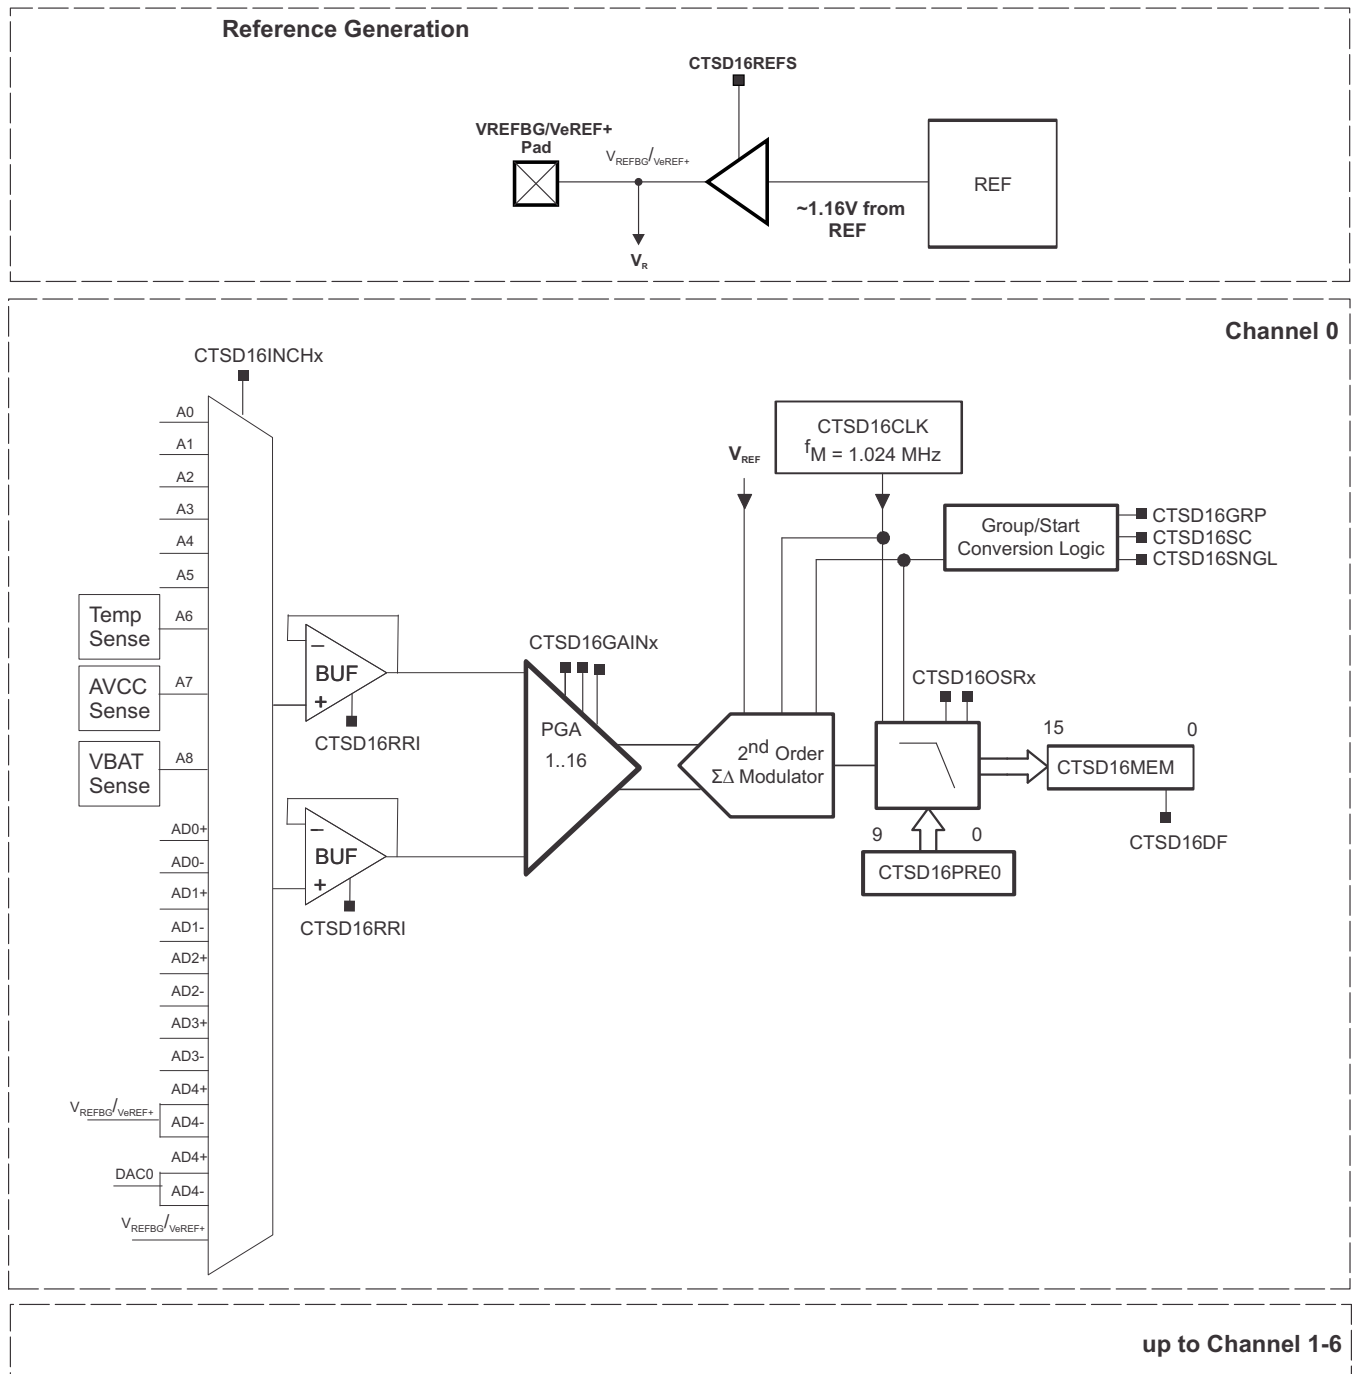 Reference Generation
CTSD16REFS
VREFBG/VeREF+
Pad
VREFBG/VeREF+
REF
~1.16V from
REF
VR
Channel 0
CTSD16INCHx
A0
A1
A2
A3
A4
A5
Temp
Sense
A6
AVCC
Sense
A7
VBAT
Sense
A8
AD0+
AD0-
AD1+
AD1-
AD2+
AD2-
AD3+
AD3-
AD4+
VREFBG/VeREF+
AD4-
AD4+
DAC0
AD4-
VREFBG/VeREF+
−
BUF
+
CTSD16RRI
−
BUF
+
CTSD16RRI
CTSD16GAINx
PGA
1..16
VREF
CTSD16CLK
fM = 1.024 MHz
Group/Start
Conversion Logic
CTSD16GRP
CTSD16SC
CTSD16SNGL
2nd Order
ΣΔ Modulator
CTSD16OSRx
15 0
CTSD16MEM
CTSD16DF
9 0
CTSD16PRE0
up to Channel 1-6